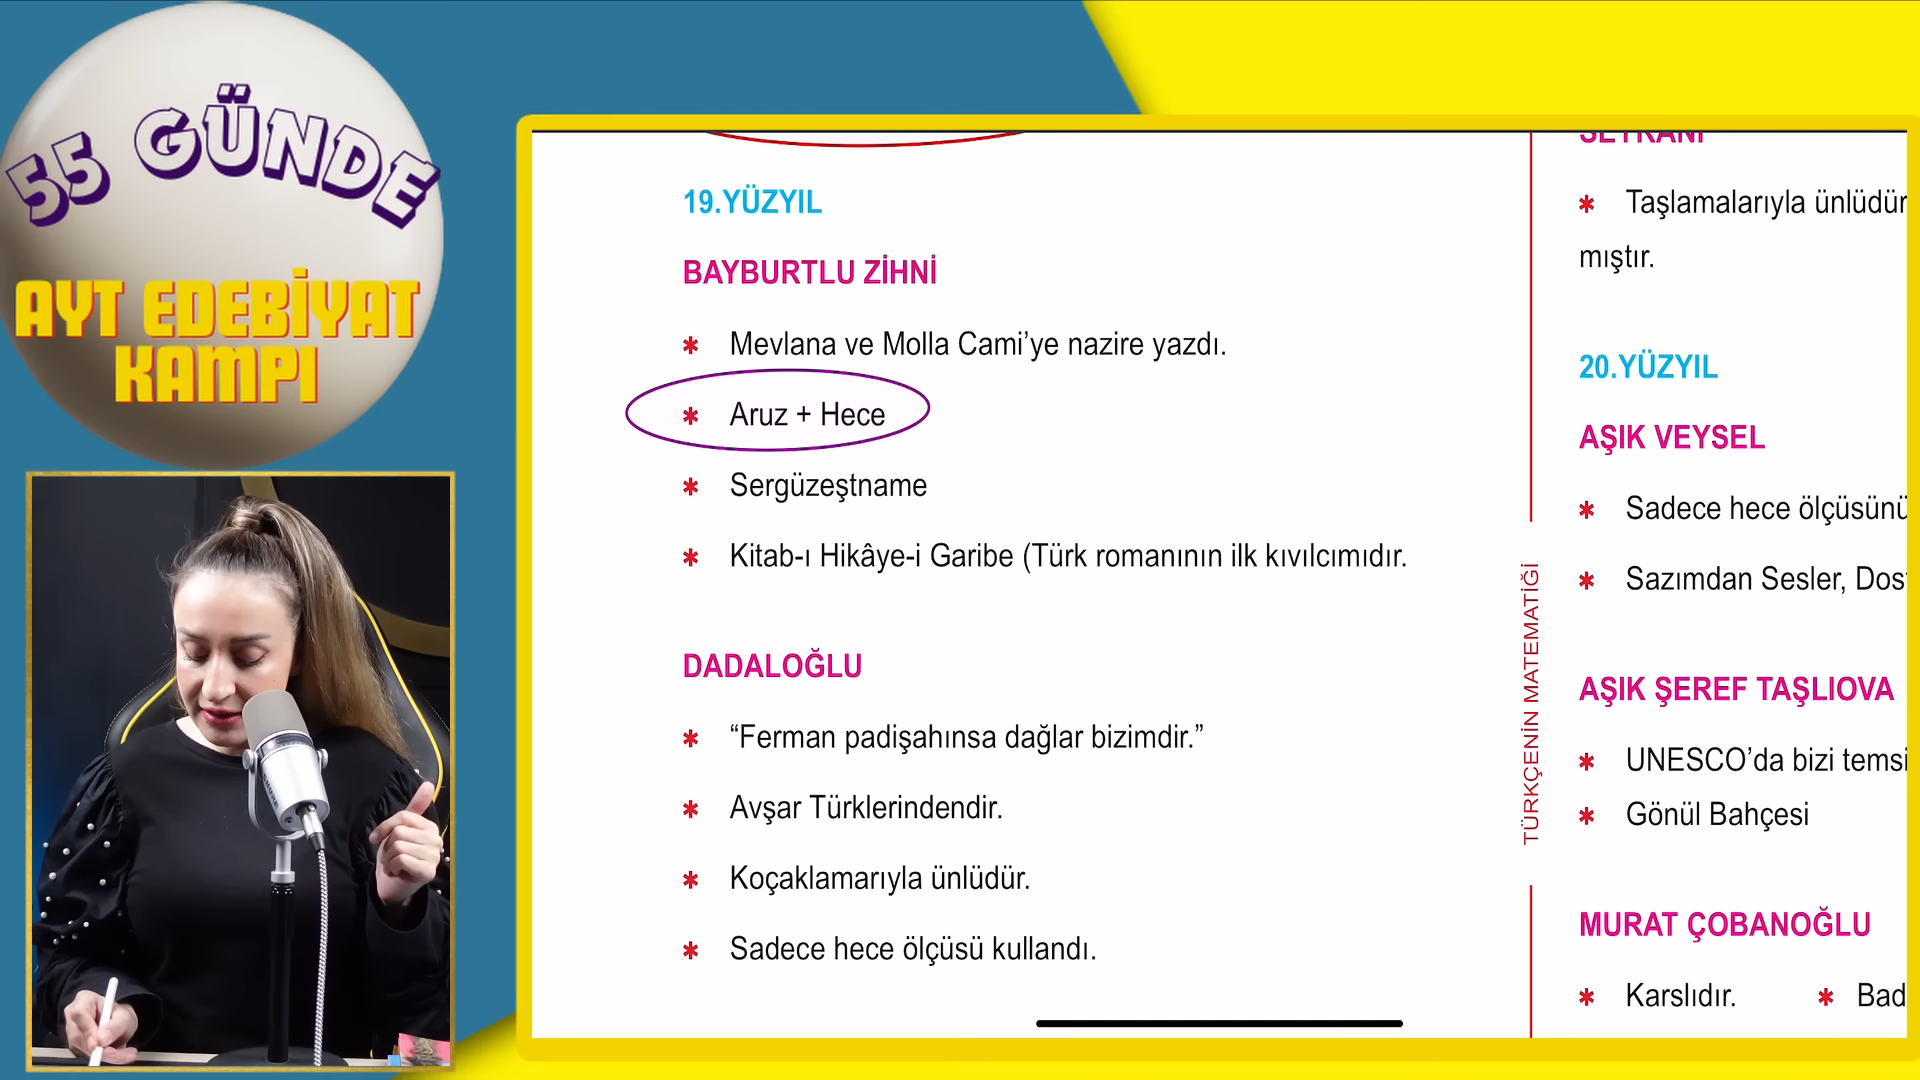 55 GÜNDE
AYT EDEBİYAT
KAMPI
19.YÜZYIL
BAYBURTLU ZİHNİ
* Mevlana ve Molla Cami’ye nazire yazdı.
* Aruz + Hece
* Sergüzeştname
* Kitab-ı Hikâye-i Garibe (Türk romanının ilk kıvılcımıdır.
DADALOĞLU
* “Ferman padişahınsa dağlar bizimdir.”
* Avşar Türklerindendir.
* Koçaklamarıyla ünlüdür.
* Sadece hece ölçüsü kullandı.
TÜRKÇENİN MATEMATİĞİ
SEYRANİ
* Taşlamalarıyla ünlüdür
mıştır.
20.YÜZYIL
AŞIK VEYSEL
* Sadece hece ölçüsünü
* Sazımdan Sesler, Dos
AŞIK ŞEREF TAŞLIOVA
* UNESCO’da bizi temsi
* Gönül Bahçesi
MURAT ÇOBANOĞLU
* Karslıdır. * Bad